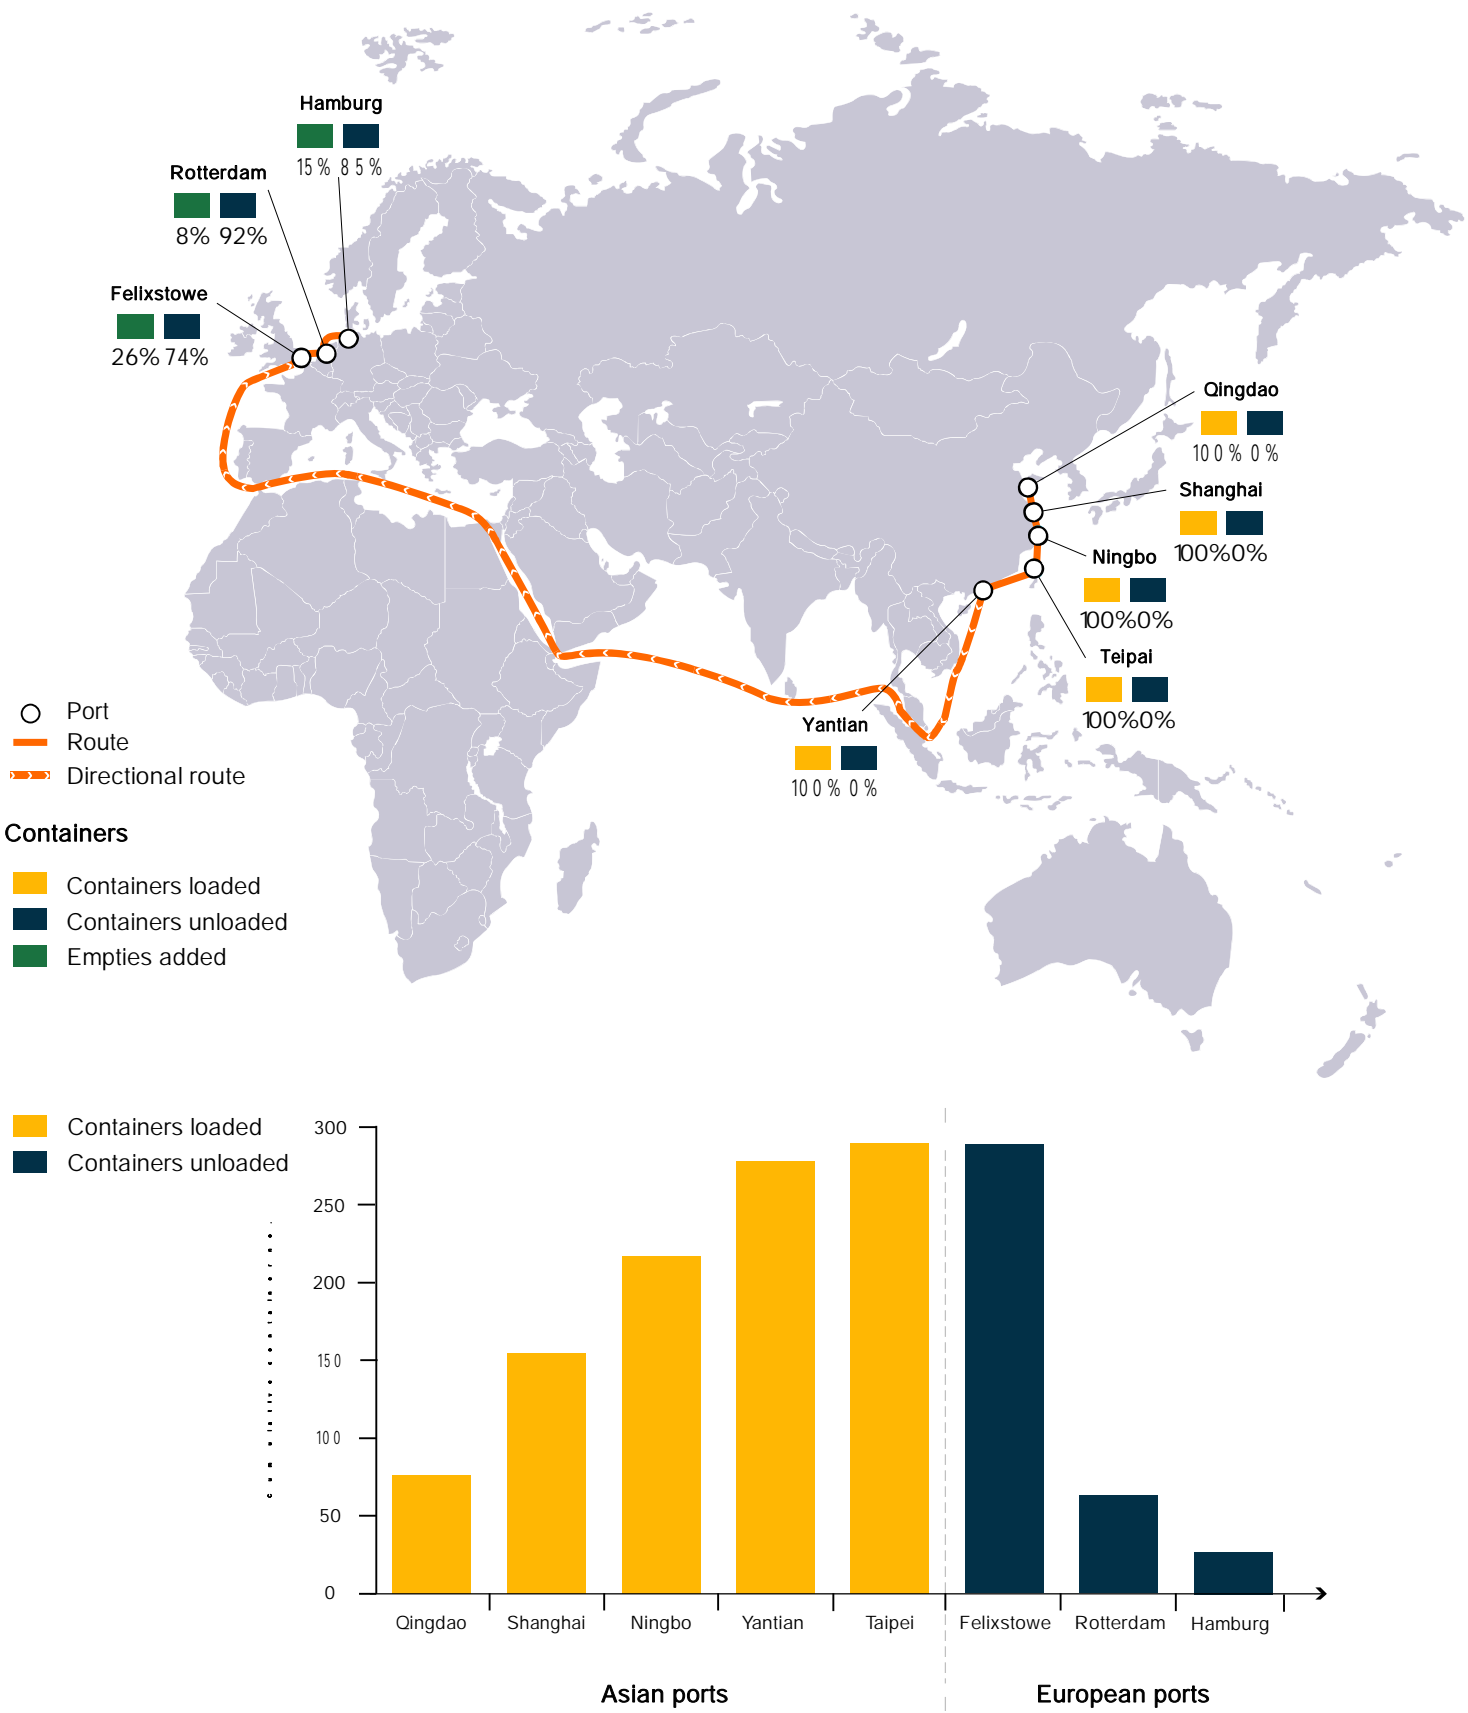 Hamburg
15% 85%
Rotterdam
8% 92%
Felixstowe
26% 74%
Qingdao
100% 0%
Shanghai
100% 0%
Ningbo
100% 0%
Teipai
100% 0%
Yantian
100% 0%
Port
Route
Directional route
Containers
Containers loaded
Containers unloaded
Empties added
Containers loaded
Containers unloaded
300
250
200
150
100
50
0
Qingdao Shanghai Ningbo Yantian Taipei Felixstowe Rotterdam Hamburg
Asian ports European ports